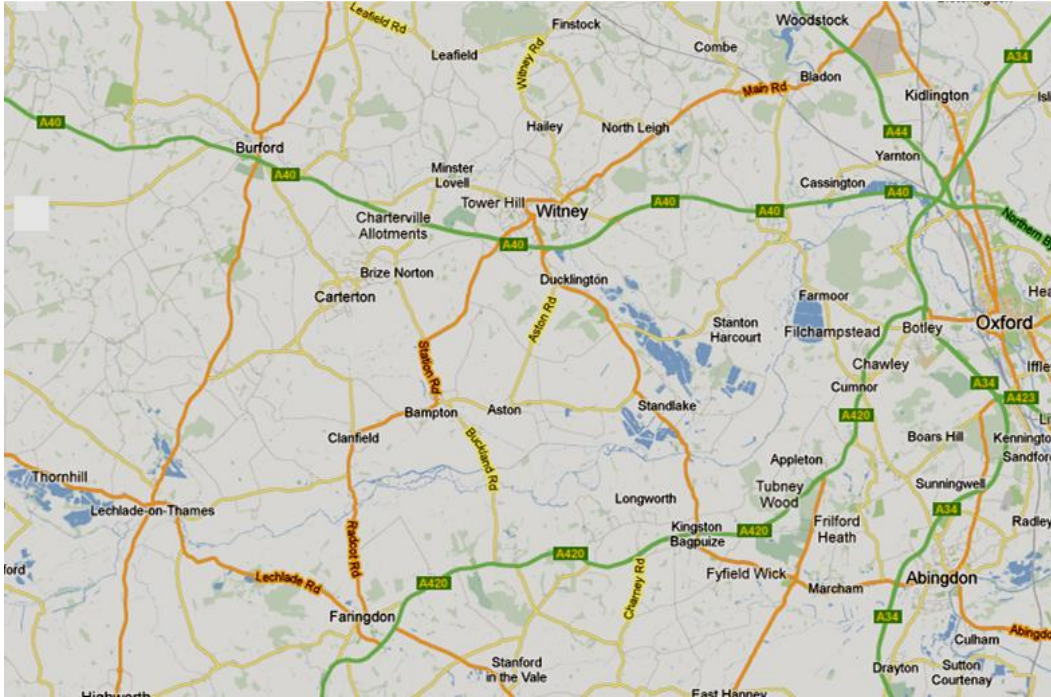 Woodstock
Finstock
Leafield Rd
Leafield
Witney Rd
Combe
A34
Bladon
Main Rd
Kidlington
A40
Hailey
North Leigh
A44
Burford
Yarnton
A40
Minster
Lovell
Cassington
A40
Tower Hill
Witney
A40
A40
Charterville
Allotments
A40
Northern
Brize Norton
Ducklington
Carterton
Farmoor
Aston Rd
Stanton
Harcourt
Filchampstead
Botley
Oxford
Station Rd
Chawley
Cumnor
A34
A423
Bampton
Aston
Standlake
A420
Clanfield
Boars Hill
Buckland Rd
Appleton
Thornhill
Tubney
Wood
Sunningwell
Longworth
Lechlade-on-Thames
A34
Radley
Kingston
Bagpuize
A420
Frilford
Heath
Radcot Rd
A420
Lechlade Rd
A420
Charney Rd
Fyfield Wick
Marcham
Abingdon
Faringdon
A34
Culham
Stanford
in the Vale
Drayton
Sutton
Courtenay
East Hanney
Highworth